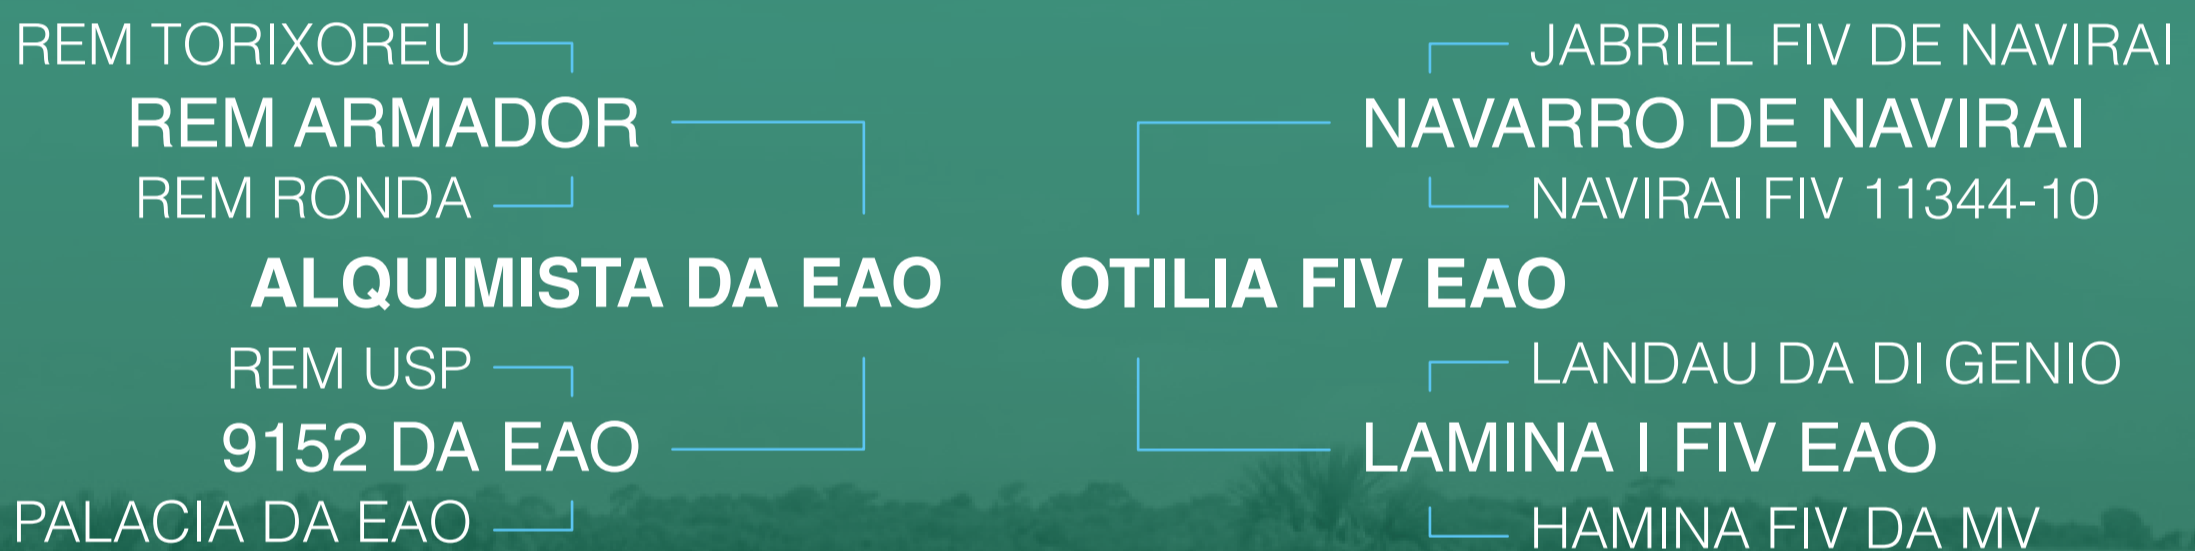 REM TORIXOREU
JABRIEL FIV DE NAVIRAI
REM ARMADOR
NAVARRO DE NAVIRAI
REM RONDA
NAVIRAI FIV 11344-10
ALQUIMISTA DA EAO
OTILIA FIV EAO
REM USP
LANDAU DA DI GENIO
9152 DA EAO
LAMINA I FIV EAO
PALACIA DA EAO
HAMINA FIV DA MV